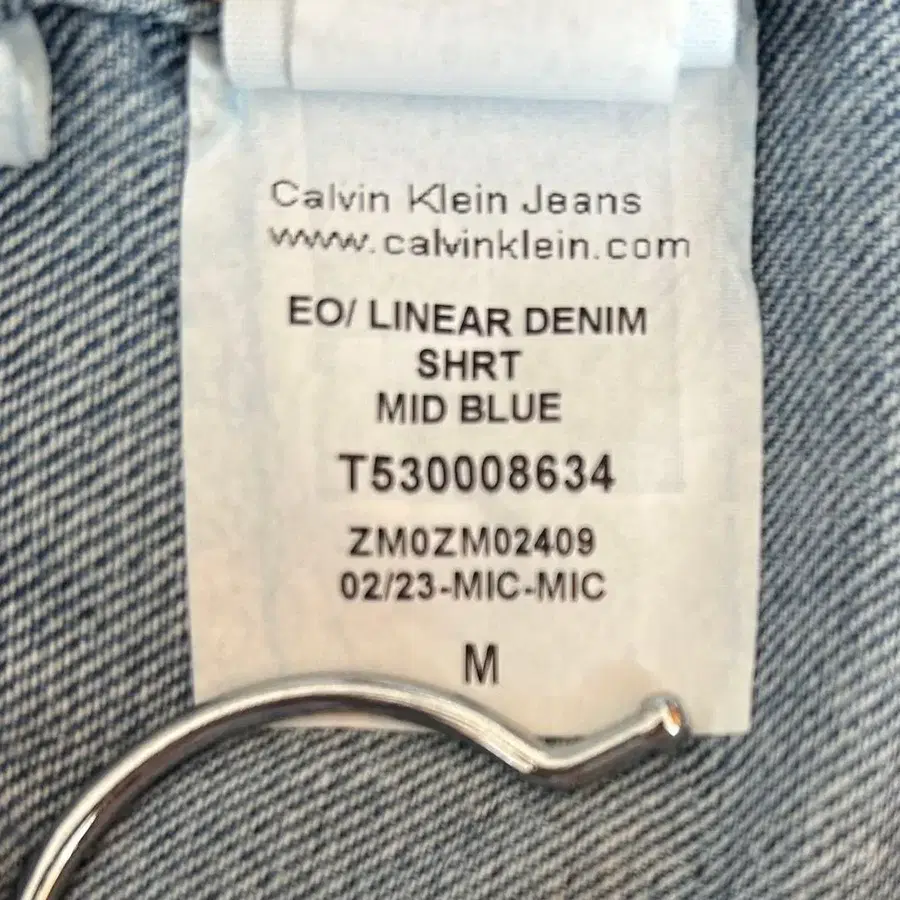 Calvin Klein Jeans
www.calvinklein.com
EO/ LINEAR DENIM
SHRT
MID BLUE
T530008634
ZM0ZM02409
02/23-MIC-MIC
M